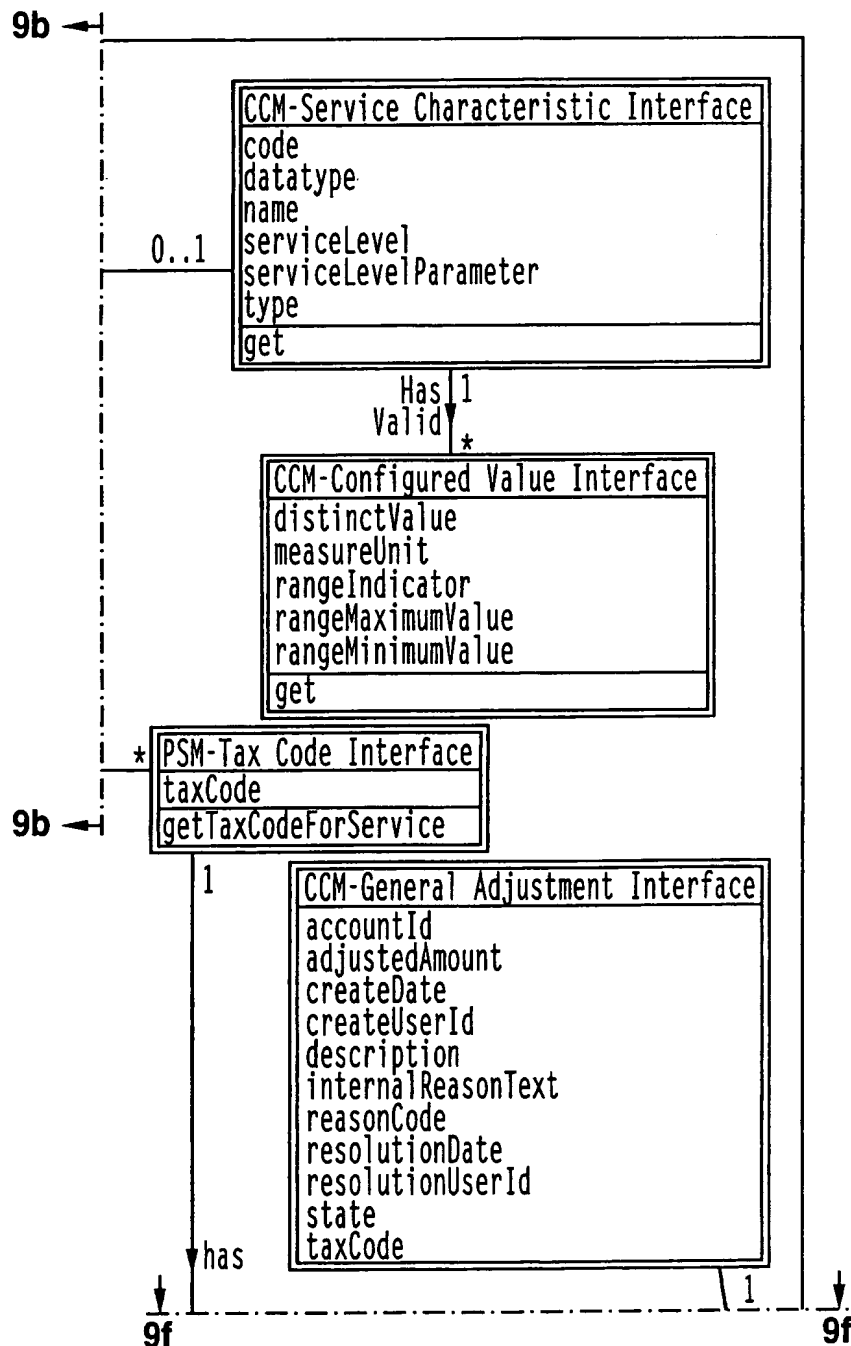 9b
CCM-Service Characteristic Interface
code
datatype
name
0..1
serviceLevel
serviceLevelParameter
type
get
Has 1
Valid
*
CCM-Configured Value Interface
distinctValue
measureUnit
rangeIndicator
rangeMaximumValue
rangeMinimumValue
get
* PSM-Tax Code Interface
taxCode
9b
getTaxCodeForService
1
CCM-General Adjustment Interface
accountId
adjustedAmount
createDate
createUserId
description
internalReasonText
reasonCode
resolutionDate
resolutionUserId
state
taxCode
has
1
9f
9f